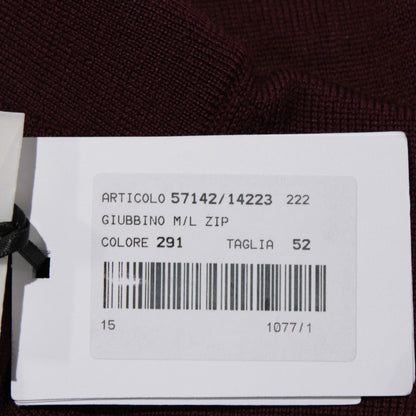 ARTICOLO 57142/14223 222
GIUBBINO M/L ZIP
COLORE 291 TAGLIA 52
15 1077/1